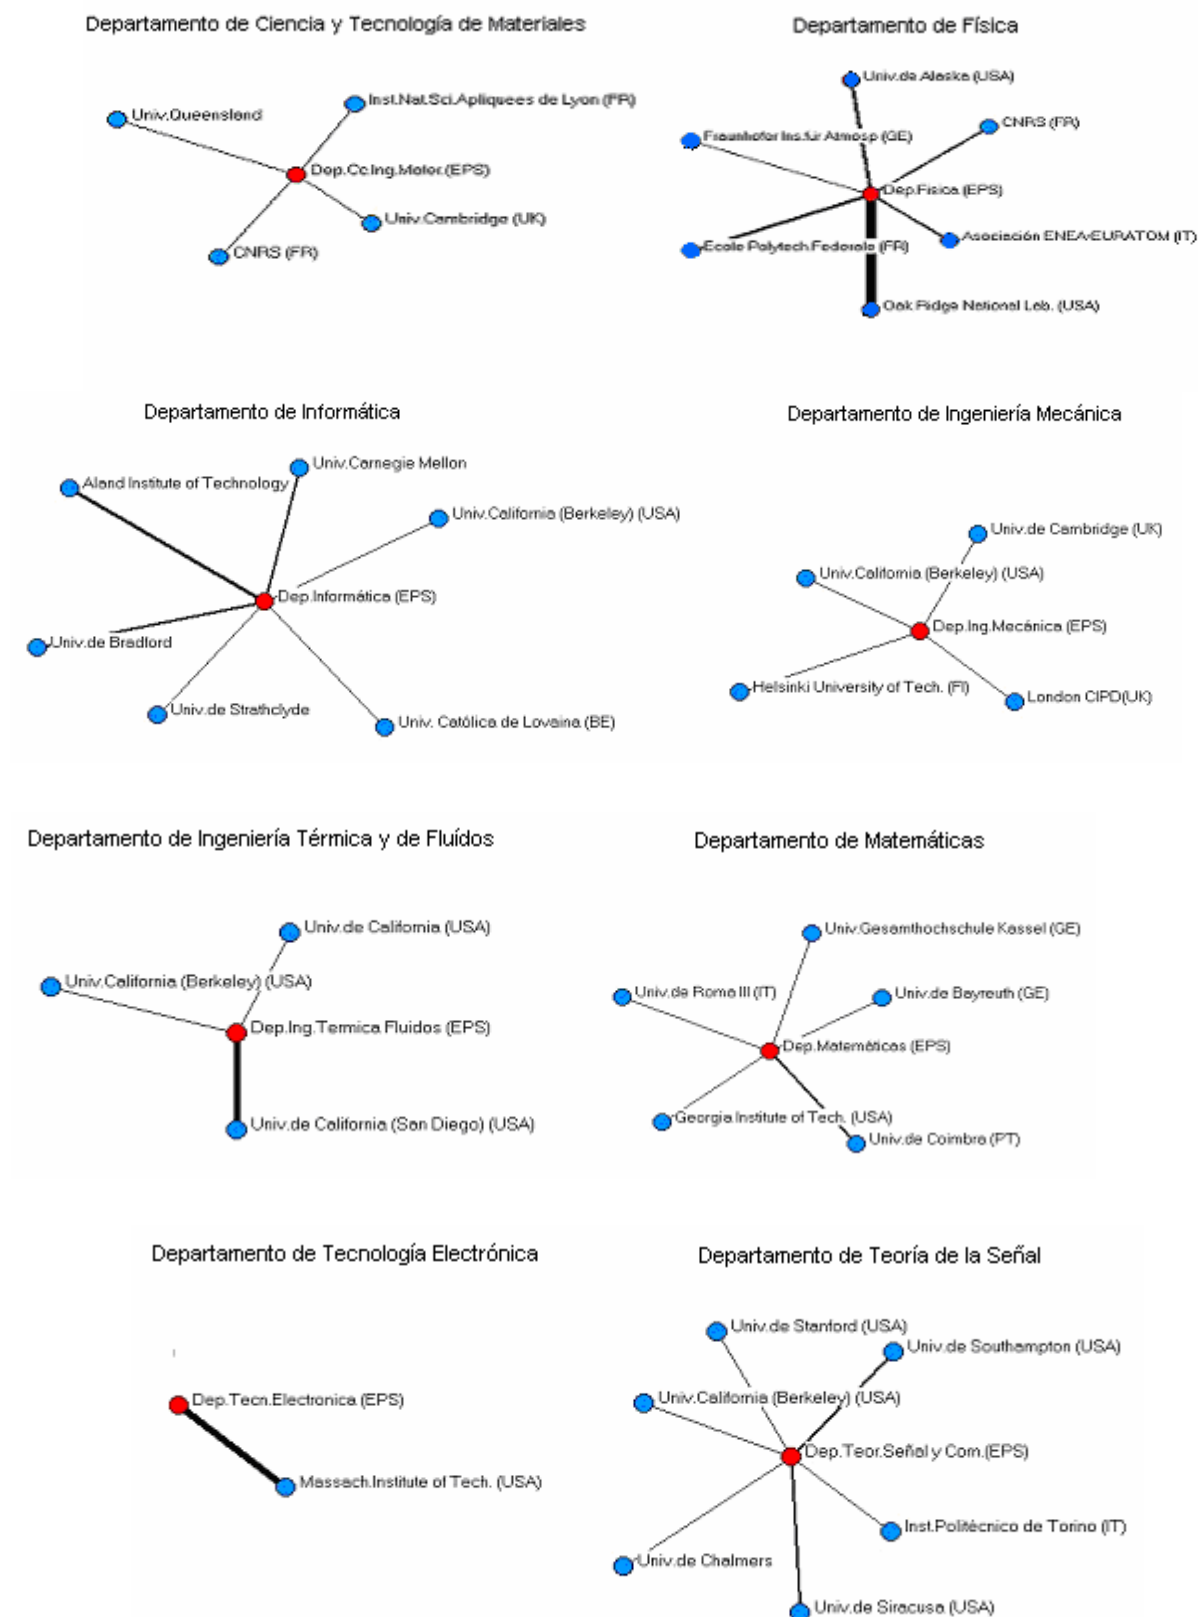 Departamento de Ciencia y Tecnología de Materiales
Inst.Nat.Sci.Apliquees de Lyon (FR)
Univ.Queensland
Dep.Cc.Ing.Mater.(EPS)
Univ.Cambridge (UK)
CNRS (FR)
Departamento de Física
Univ.de Alaska (USA)
CNRS (FR)
Fraunhofer Ins.für Atmosp (GE)
Dep.Fisica (EPS)
Asociación ENEA-EURATOM (IT)
Ecole Polytech.Federale (FR)
Oak Ridge National Lab. (USA)
Departamento de Informática
Univ.Carnegie Mellon
Aland Institute of Technology
Univ.California (Berkeley) (USA)
Dep.Informática (EPS)
Univ.de Bradford
Univ.de Strathclyde
Univ. Católica de Lovaina (BE)
Departamento de Ingeniería Mecánica
Univ.de Cambridge (UK)
Univ.California (Berkeley) (USA)
Dep.Ing.Mecánica (EPS)
Helsinki University of Tech. (FI)
London CIPD(UK)
Departamento de Ingeniería Térmica y de Fluídos
Univ.de California (USA)
Univ.California (Berkeley) (USA)
Dep.Ing.Termica Fluidos (EPS)
Univ.de California (San Diego) (USA)
Departamento de Matemáticas
Univ.Gesamthochschule Kassel (GE)
Univ.de Roma III (IT)
Univ.de Bayreuth (GE)
Dep.Matemáticas (EPS)
Georgia Institute of Tech. (USA)
Univ.de Coimbra (PT)
Departamento de Tecnología Electrónica
Dep.Tecn.Electronica (EPS)
Massach.Institute of Tech. (USA)
Departamento de Teoría de la Señal
Univ.de Stanford (USA)
Univ.de Southampton (USA)
Univ.California (Berkeley) (USA)
Dep.Teor.Señal y Com.(EPS)
Inst.Politécnico de Torino (IT)
Univ.de Chalmers
Univ.de Siracusa (USA)